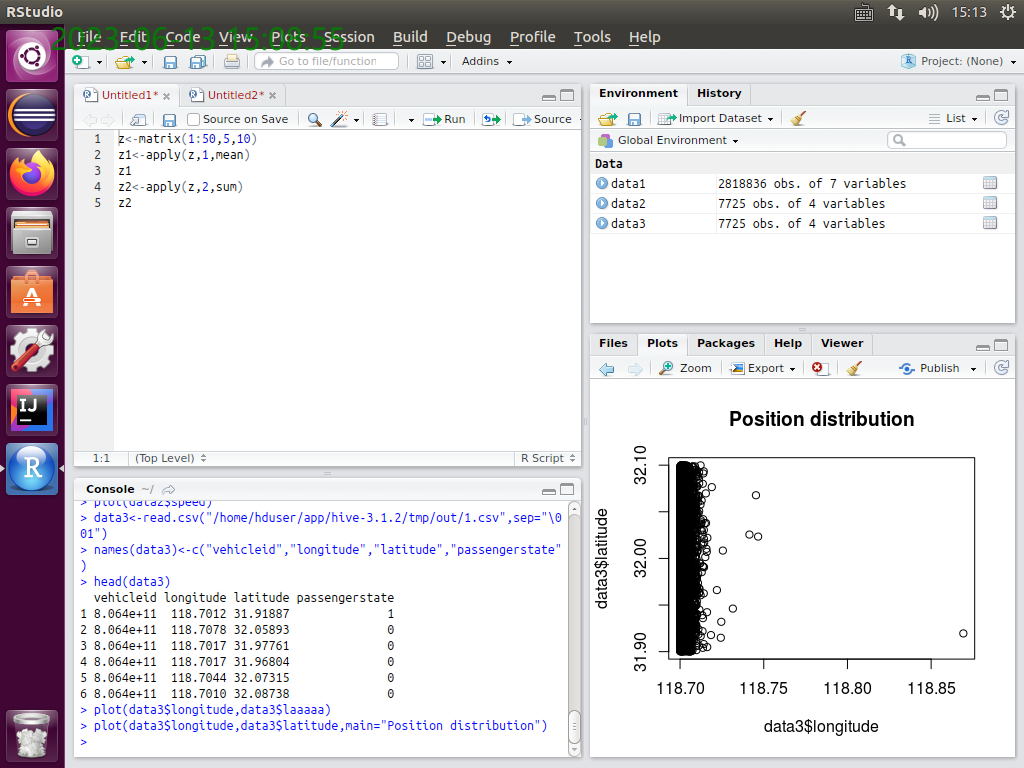 RStudio
15:13
2023-06-13 15:00:55
File Edit Code View Plots Session Build Debug Profile Tools Help
Go to file/function
Addins
Project: (None)
Untitled1*
Untitled2*
Source on Save
Run
Source
1 z<-matrix(1:50,5,10)
2 z1<-apply(z,1,mean)
3 z1
4 z2<-apply(z,2,sum)
5 z2
1:1
(Top Level)
R Script
Console ~/
> plot(data2$speed)
> data3<-read.csv("/home/hduser/app/hive-3.1.2/tmp/out/1.csv",sep="\0
01")
> names(data3)<-c("vehicleid","longitude","latitude","passengerstate"
)
> head(data3)
vehicleid longitude latitude passengerstate
1 8.064e+11 118.7012 31.91887 1
2 8.064e+11 118.7078 32.05893 0
3 8.064e+11 118.7017 31.97761 0
4 8.064e+11 118.7017 31.96804 0
5 8.064e+11 118.7044 32.07315 0
6 8.064e+11 118.7010 32.08738 0
> plot(data3$longitude,data3$laaaaa)
> plot(data3$longitude,data3$latitude,main="Position distribution")
>
Environment History
Import Dataset
List
Global Environment
Data
data1 2818836 obs. of 7 variables
data2 7725 obs. of 4 variables
data3 7725 obs. of 4 variables
Files Plots Packages Help Viewer
Zoom
Export
Publish
Position distribution
data3$latitude
32.10
32.00
31.90
118.70 118.75 118.80 118.85
data3$longitude